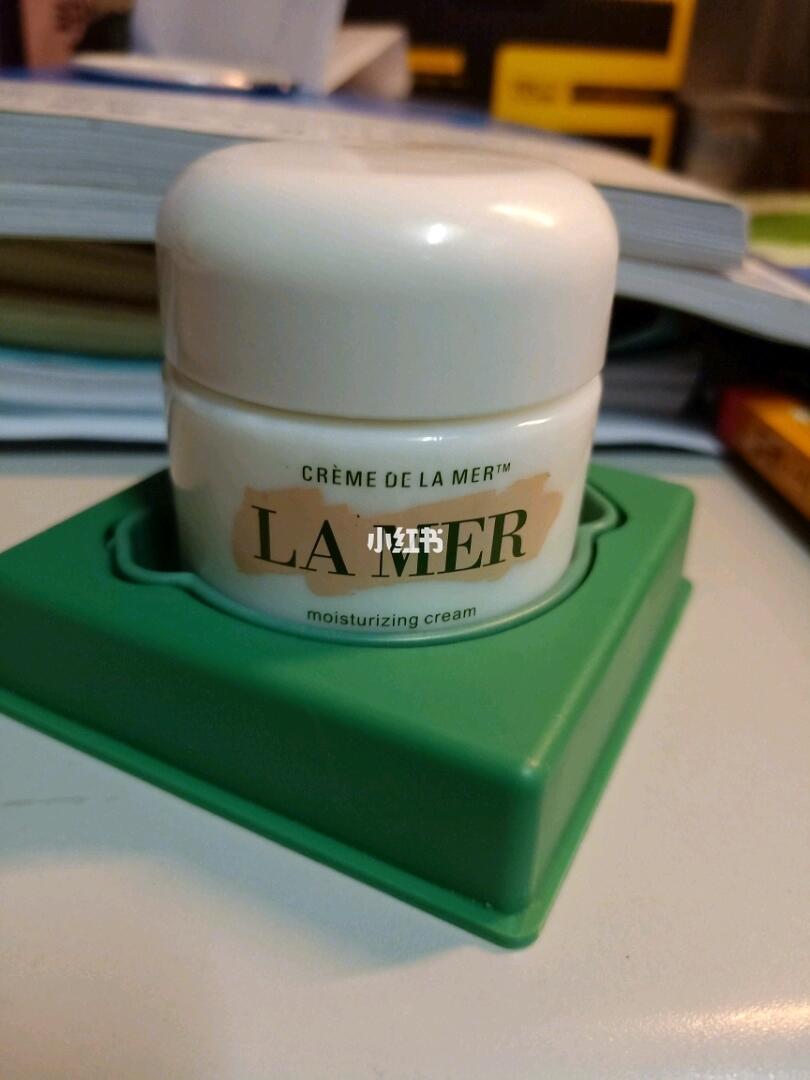 CRÈME DE LA MER™
LA MER
小红书
moisturizing cream